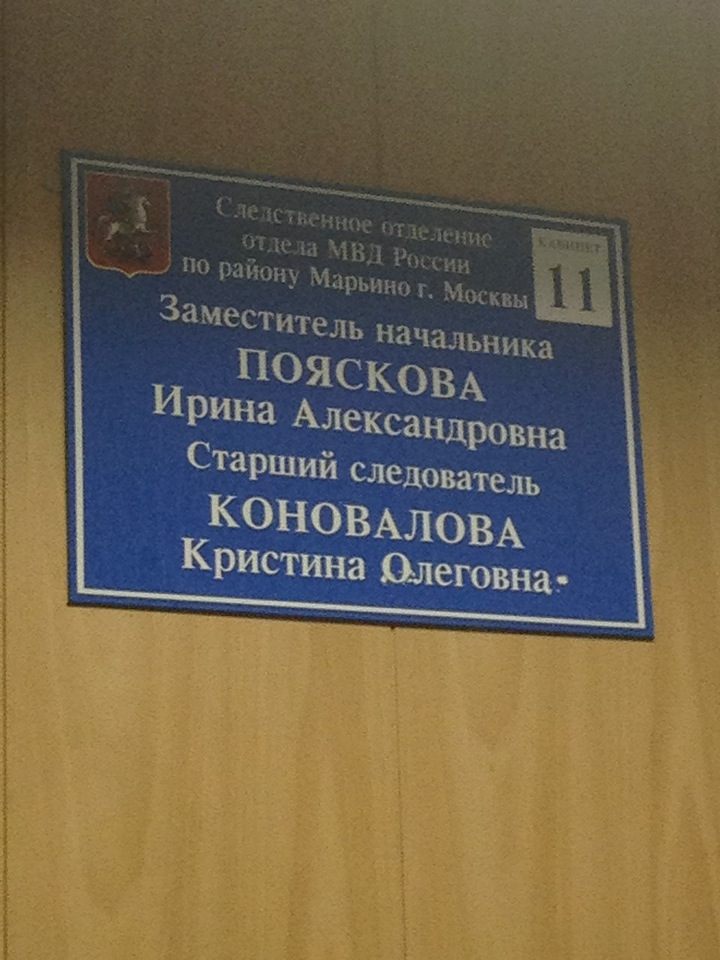 Следственное отделение
отдела МВД России
по району Марьино г. Москвы
КАБИНЕТ
11
Заместитель начальника
ПОЯСКОВА
Ирина Александровна
Старший следователь
КОНОВАЛОВА
Кристина Олеговна